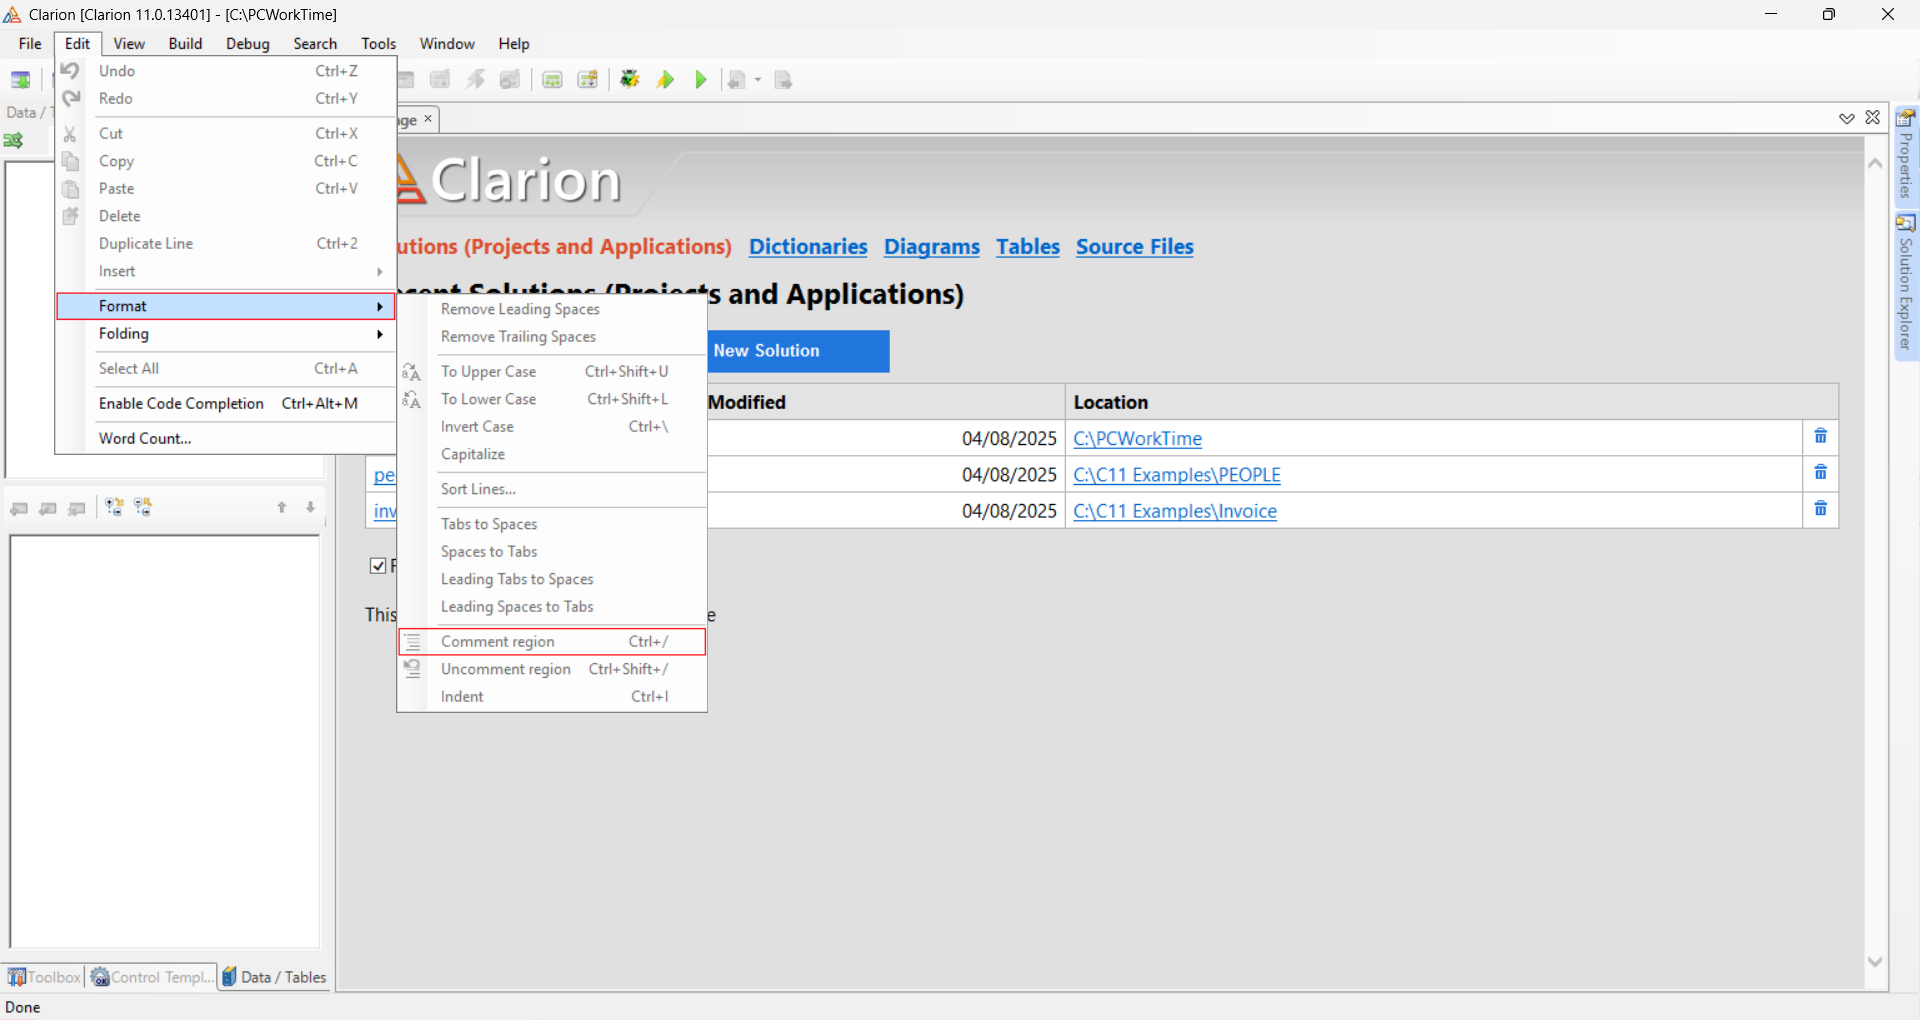 Clarion [Clarion 11.0.13401] - [C:\PCWorkTime]
File Edit View Build Debug Search Tools Window Help
Undo Ctrl+Z
Redo Ctrl+Y
Cut Ctrl+X
Copy Ctrl+C
Paste Ctrl+V
Delete
Duplicate Line Ctrl+2
Insert
Format
Folding
Select All Ctrl+A
Enable Code Completion Ctrl+Alt+M
Word Count...
Data /
Remove Leading Spaces
Remove Trailing Spaces
To Upper Case Ctrl+Shift+U
To Lower Case Ctrl+Shift+L
Invert Case Ctrl+\
Capitalize
Sort Lines...
Tabs to Spaces
Spaces to Tabs
Leading Tabs to Spaces
Leading Spaces to Tabs
Comment region Ctrl+/
Uncomment region Ctrl+Shift+/
Indent Ctrl+I
ge
Clarion
utions (Projects and Applications) Dictionaries Diagrams Tables Source Files
cent Solutions (Projects and Applications)
New Solution
Modified Location
04/08/2025 C:\PCWorkTime
pe 04/08/2025 C:\C11 Examples\PEOPLE
inv 04/08/2025 C:\C11 Examples\Invoice
This e
Properties
Solution Explorer
Toolbox Control Templ... Data / Tables
Done